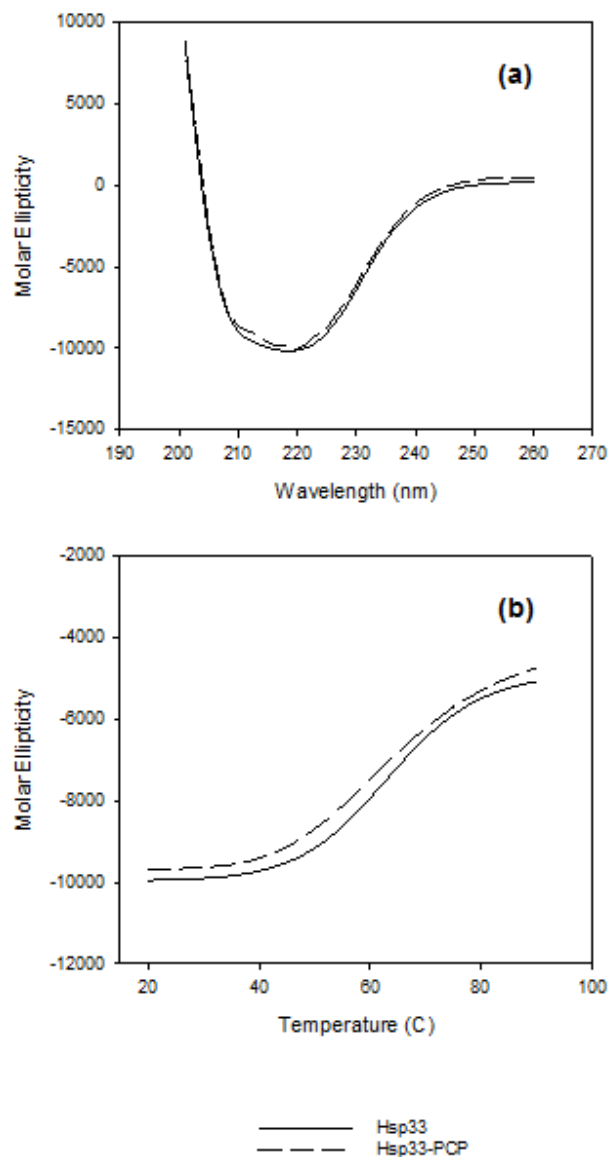 10000
(a)
5000
0
-5000
-10000
-15000
Molar Ellipticity
190 200 210 220 230 240 250 260 270
Wavelength (nm)
-2000
(b)
-4000
-6000
-8000
-10000
-12000
Molar Ellipticity
20 40 60 80 100
Temperature (C)
Hsp33
Hsp33-PCP